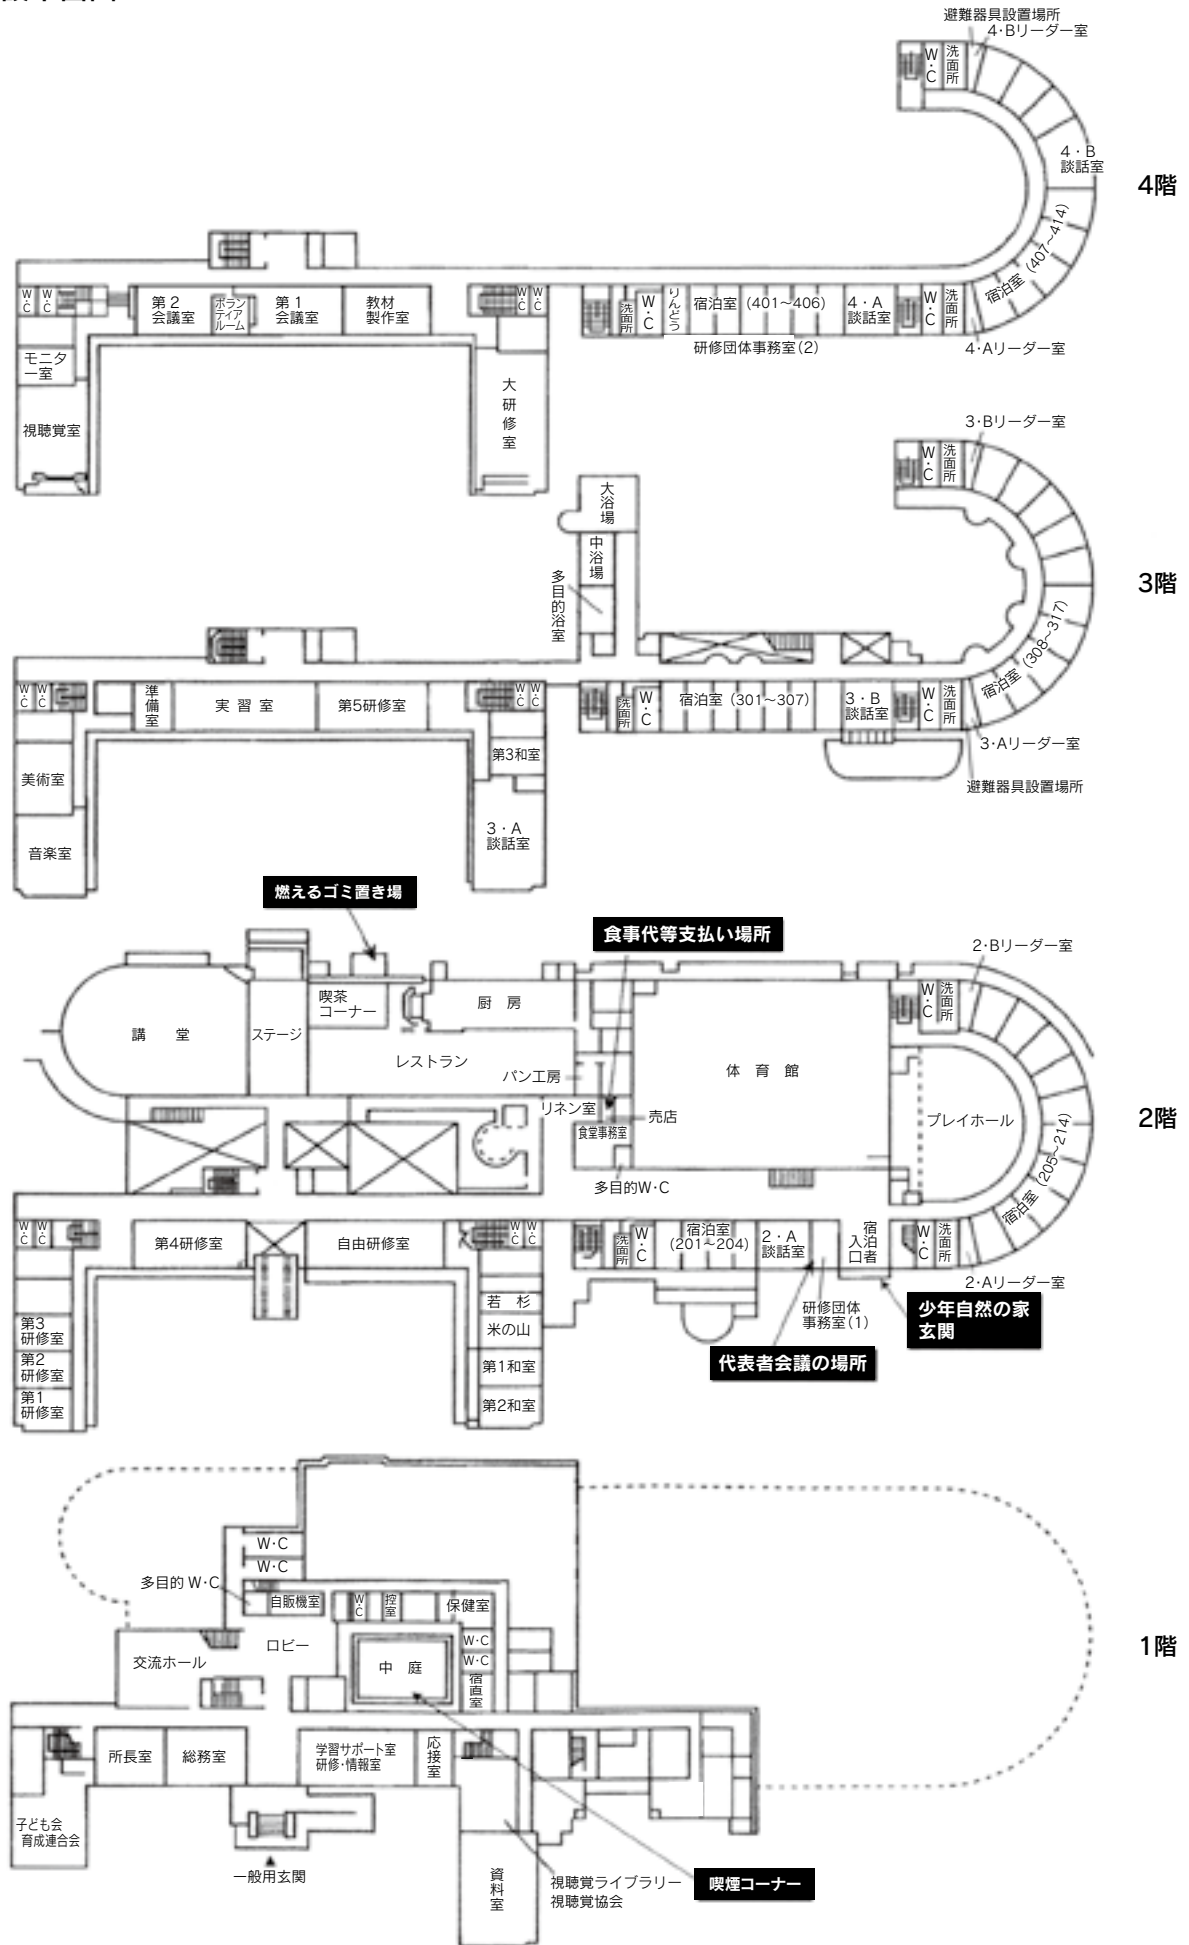 避難器具設置場所
4・Bリーダー室
W・C
洗面所
4・B
談話室
4階
宿泊室(407〜414)
W・C
W・C
第2
会議室
ボラン
ティア
ルーム
第1
会議室
教材
製作室
W・C
W・C
洗面所
W・C
りんどう
宿泊室(401〜406)
4・A
談話室
W・C
洗面所
研修団体事務室(2)
4・Aリーダー室
モニタ
ー室
視聴覚室
大研修室
3・Bリーダー室
W・C
洗面所
大浴場
中浴場
多目的浴室
3階
宿泊室(308〜317)
W・C
W・C
準備室
実習室
第5研修室
W・C
W・C
洗面所
W・C
宿泊室(301〜307)
3・B
談話室
W・C
洗面所
3・Aリーダー室
避難器具設置場所
第3和室
美術室
音楽室
3・A
談話室
燃えるゴミ置き場
食事代等支払い場所
2・Bリーダー室
W・C
洗面所
喫茶
コーナー
厨房
講堂
ステージ
レストラン
パン工房
体育館
リネン室
売店
食堂事務室
プレイホール
2階
多目的W・C
宿泊室(205〜214)
W・C
W・C
第4研修室
自由研修室
W・C
W・C
洗面所
W・C
宿泊室
(201〜204)
2・A
談話室
宿泊者
入口
W・C
洗面所
2・Aリーダー室
研修団体
事務室(1)
少年自然の家
玄関
代表者会議の場所
若杉
米の山
第1和室
第2和室
第3
研修室
第2
研修室
第1
研修室
W・C
W・C
多目的 W・C
自販機室
W・C
控室
保健室
ロビー
交流ホール
中庭
W・C
W・C
宿直室
1階
所長室
総務室
学習サポート室
研修・情報室
応接室
子ども会
育成連合会
一般用玄関
資料室
視聴覚ライブラリー
視聴覚協会
喫煙コーナー